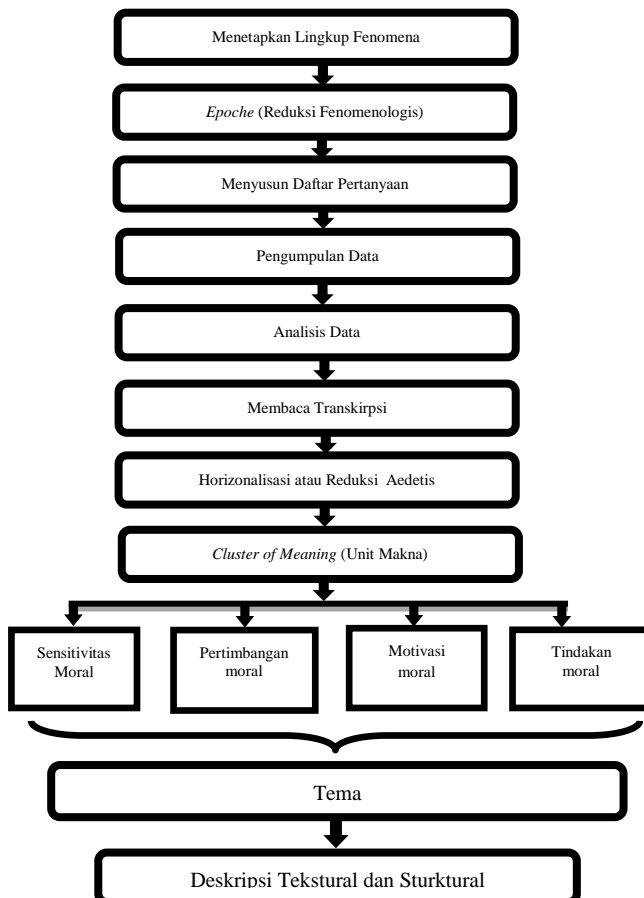 Menetapkan Lingkup Fenomena
Epoche (Reduksi Fenomenologis)
Menyusun Daftar Pertanyaan
Pengumpulan Data
Analisis Data
Membaca Transkirpsi
Horizonalisasi atau Reduksi Aedetis
Cluster of Meaning (Unit Makna)
Sensitivitas
Moral
Pertimbangan
moral
Motivasi
moral
Tindakan
moral
Tema
Deskripsi Tekstural dan Sturktural